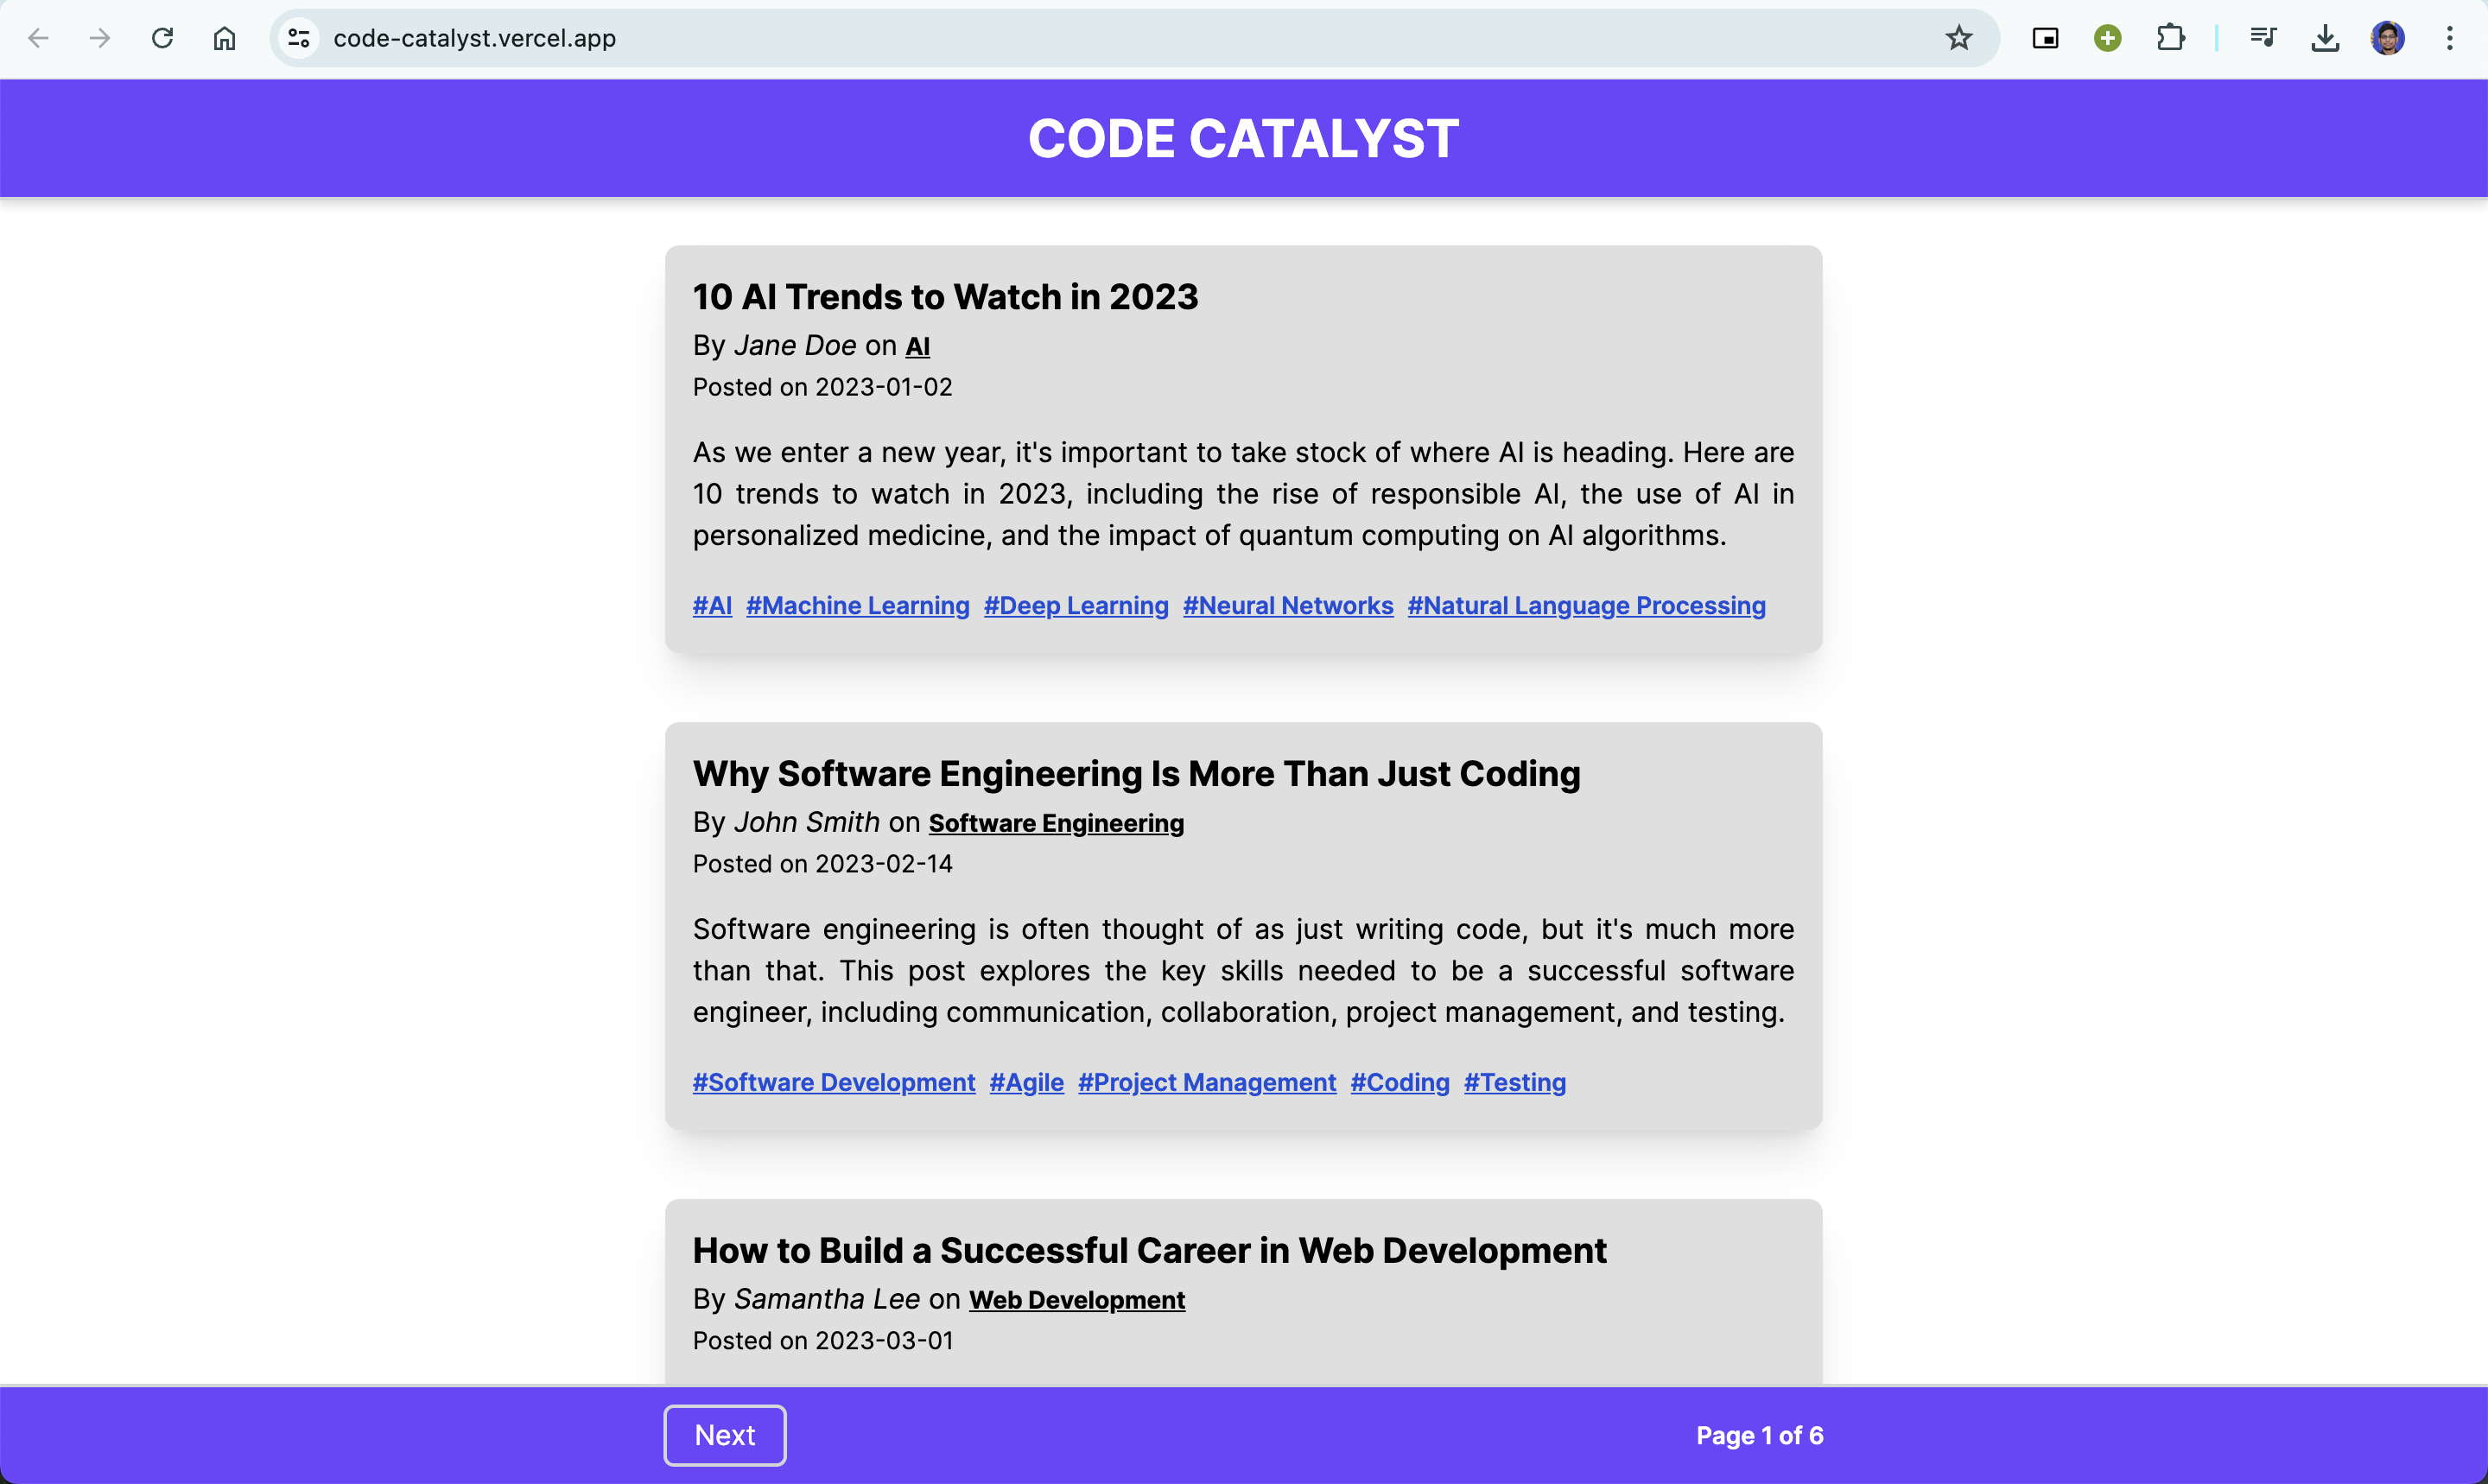 code-catalyst.vercel.app
CODE CATALYST
10 AI Trends to Watch in 2023
By Jane Doe on AI
Posted on 2023-01-02
As we enter a new year, it's important to take stock of where AI is heading. Here are
10 trends to watch in 2023, including the rise of responsible AI, the use of AI in
personalized medicine, and the impact of quantum computing on AI algorithms.
#AI #Machine Learning #Deep Learning #Neural Networks #Natural Language Processing
Why Software Engineering Is More Than Just Coding
By John Smith on Software Engineering
Posted on 2023-02-14
Software engineering is often thought of as just writing code, but it's much more
than that. This post explores the key skills needed to be a successful software
engineer, including communication, collaboration, project management, and testing.
#Software Development #Agile #Project Management #Coding #Testing
How to Build a Successful Career in Web Development
By Samantha Lee on Web Development
Posted on 2023-03-01
Next
Page 1 of 6